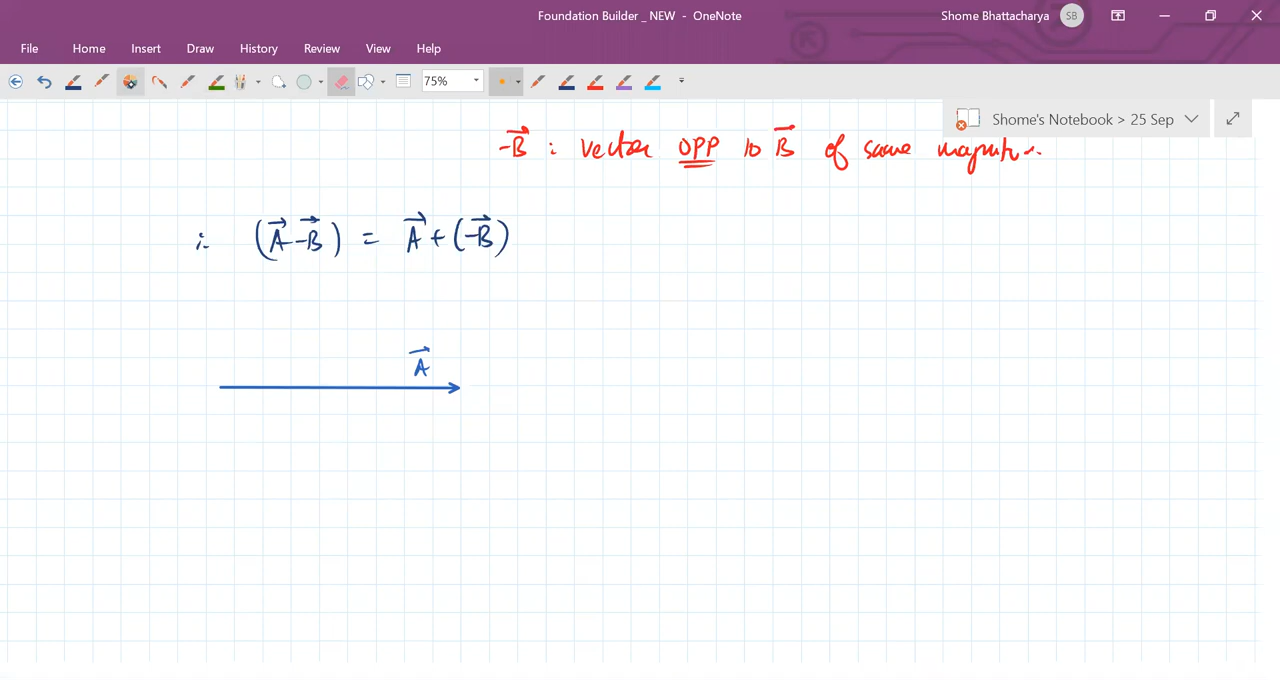 Foundation Builder _ NEW - OneNote
Shome Bhattacharya SB
File Home Insert Draw History Review View Help
75%
Shome's Notebook > 25 Sep
-B⃗ : vector OPP to B⃗ of same
i. (A⃗-B⃗) = A⃗+(-B⃗)
A⃗